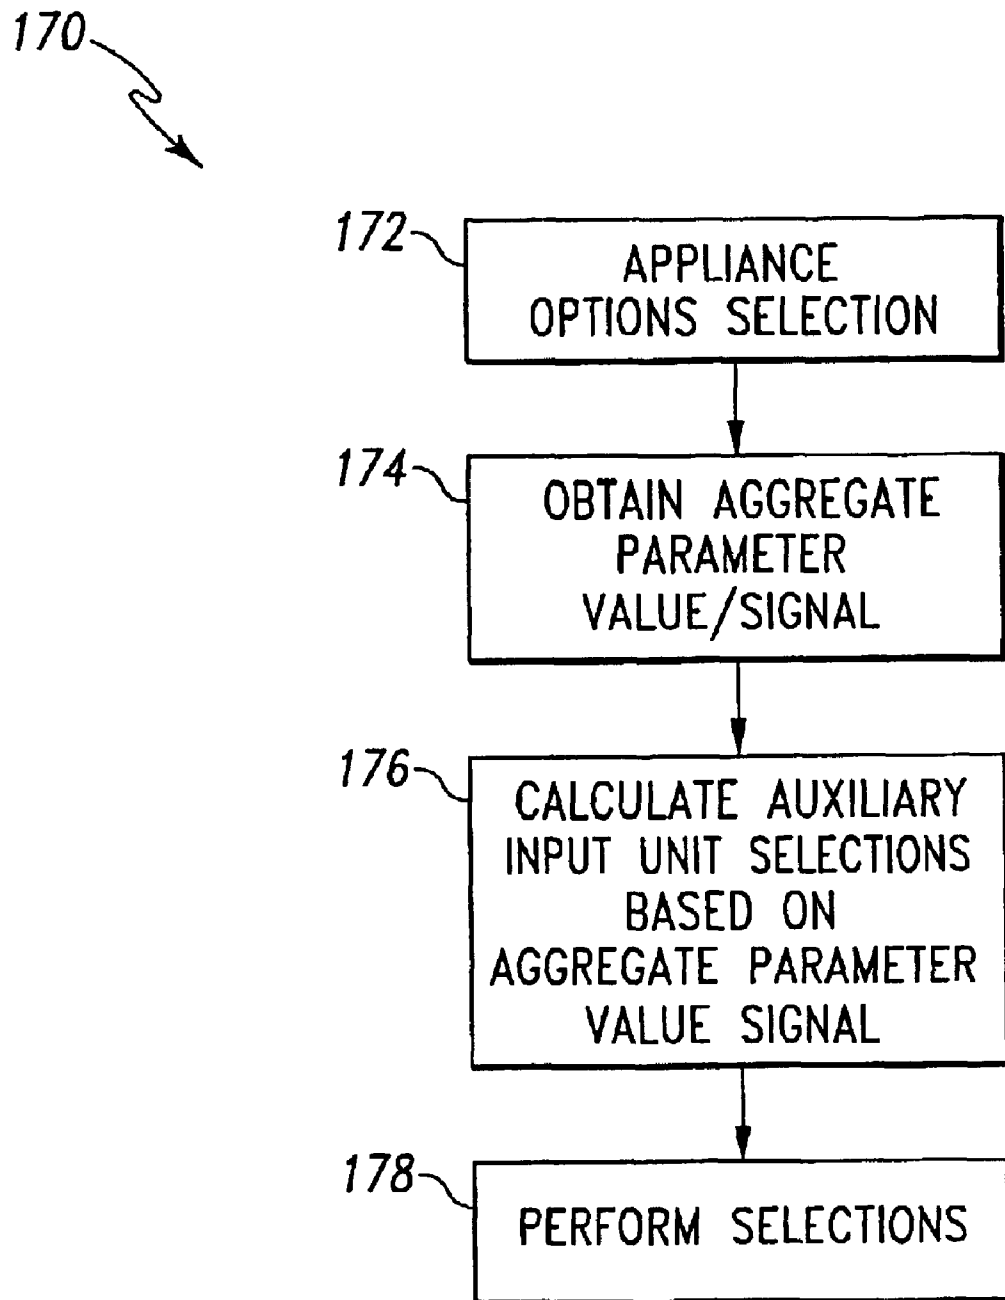 170
172
APPLIANCE
OPTIONS SELECTION
174
OBTAIN AGGREGATE
PARAMETER
VALUE/SIGNAL
176
CALCULATE AUXILIARY
INPUT UNIT SELECTIONS
BASED ON
AGGREGATE PARAMETER
VALUE SIGNAL
178
PERFORM SELECTIONS